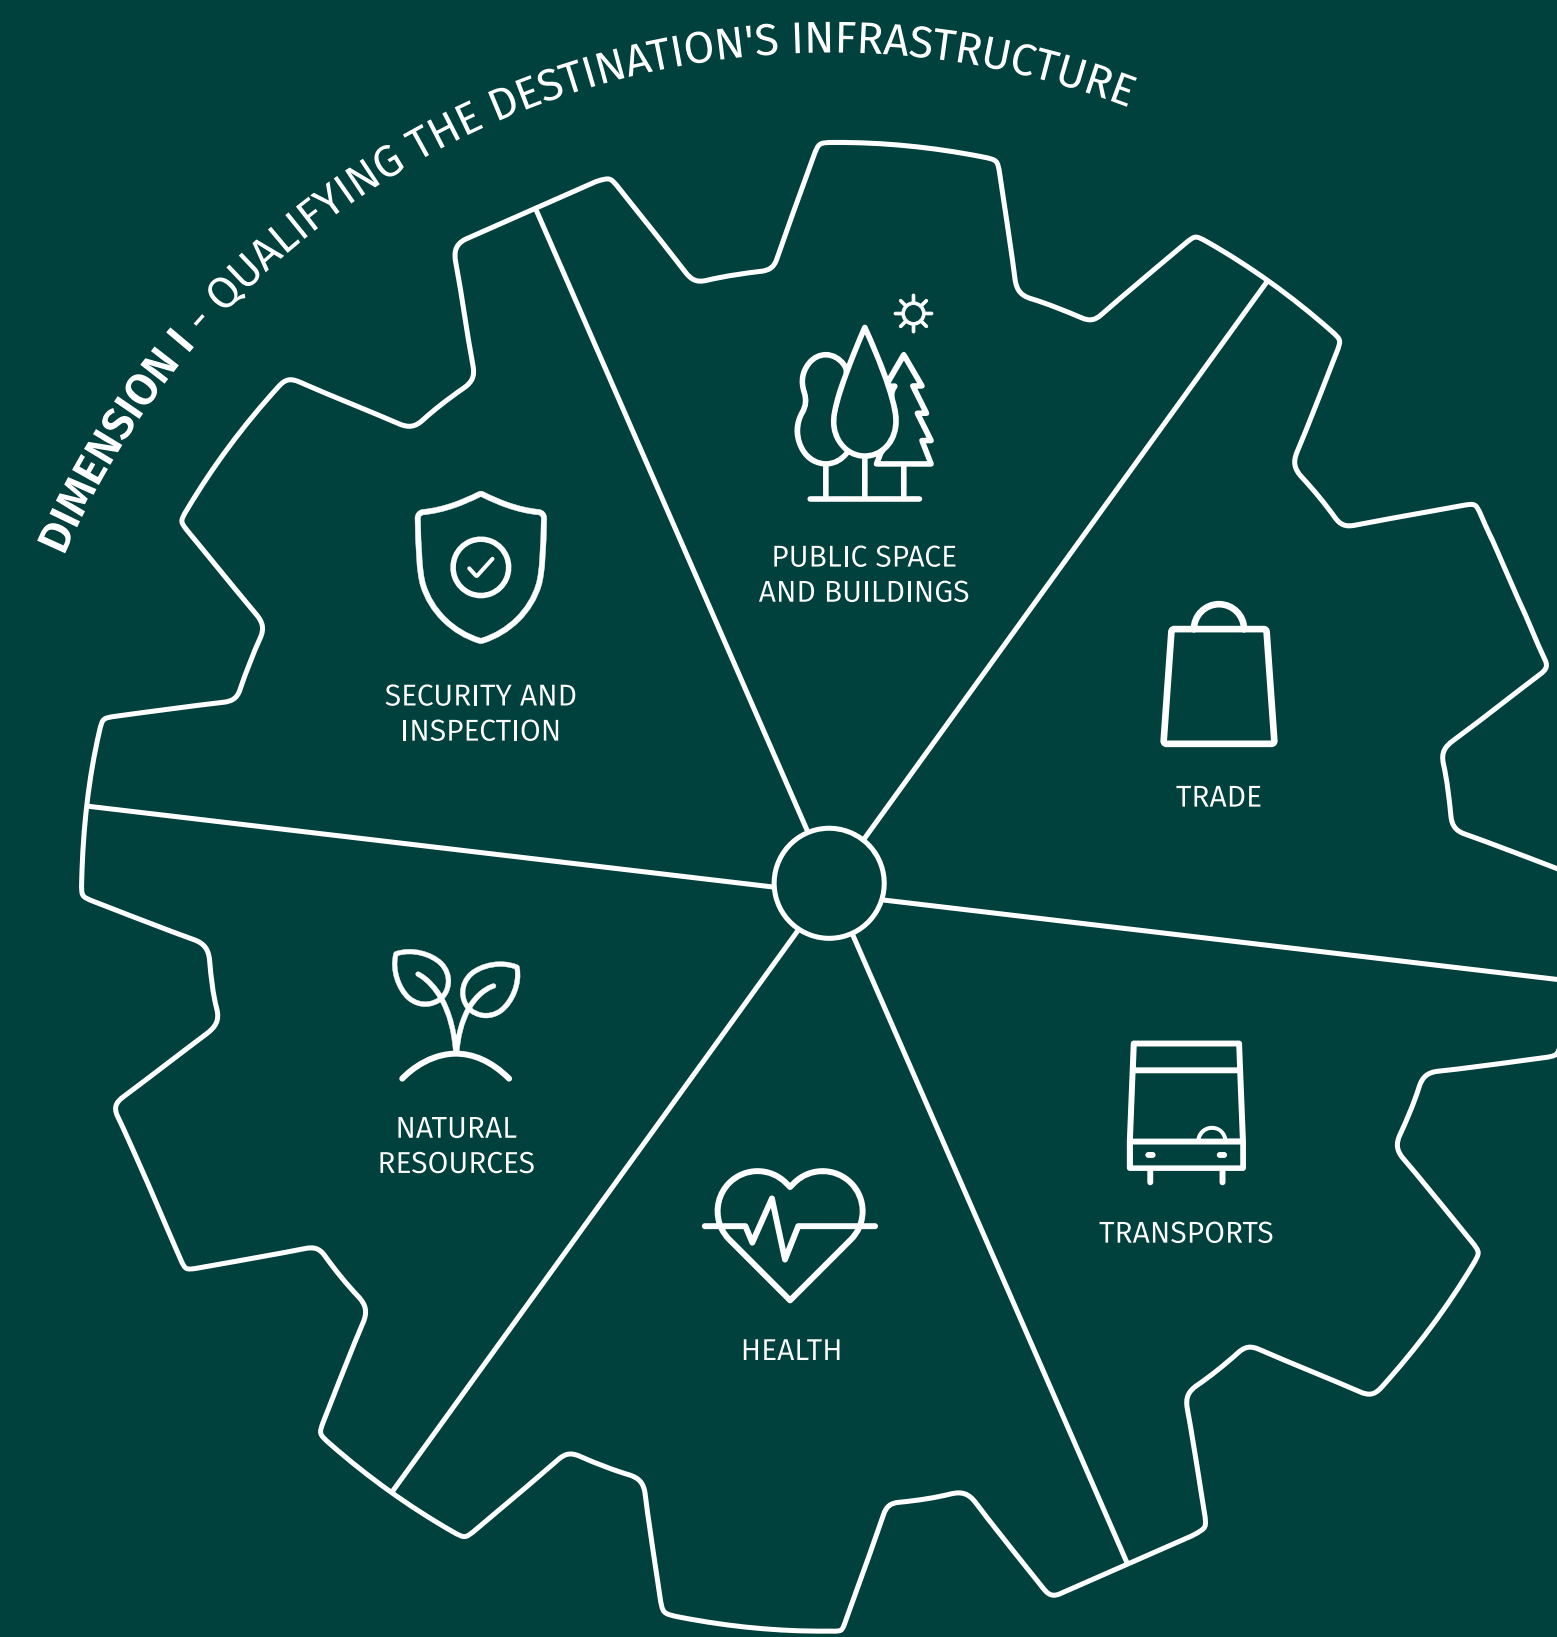 DIMENSION I - QUALIFYING THE DESTINATION'S INFRASTRUCTURE
PUBLIC SPACE
AND BUILDINGS
SECURITY AND
INSPECTION
TRADE
NATURAL
RESOURCES
TRANSPORTS
HEALTH